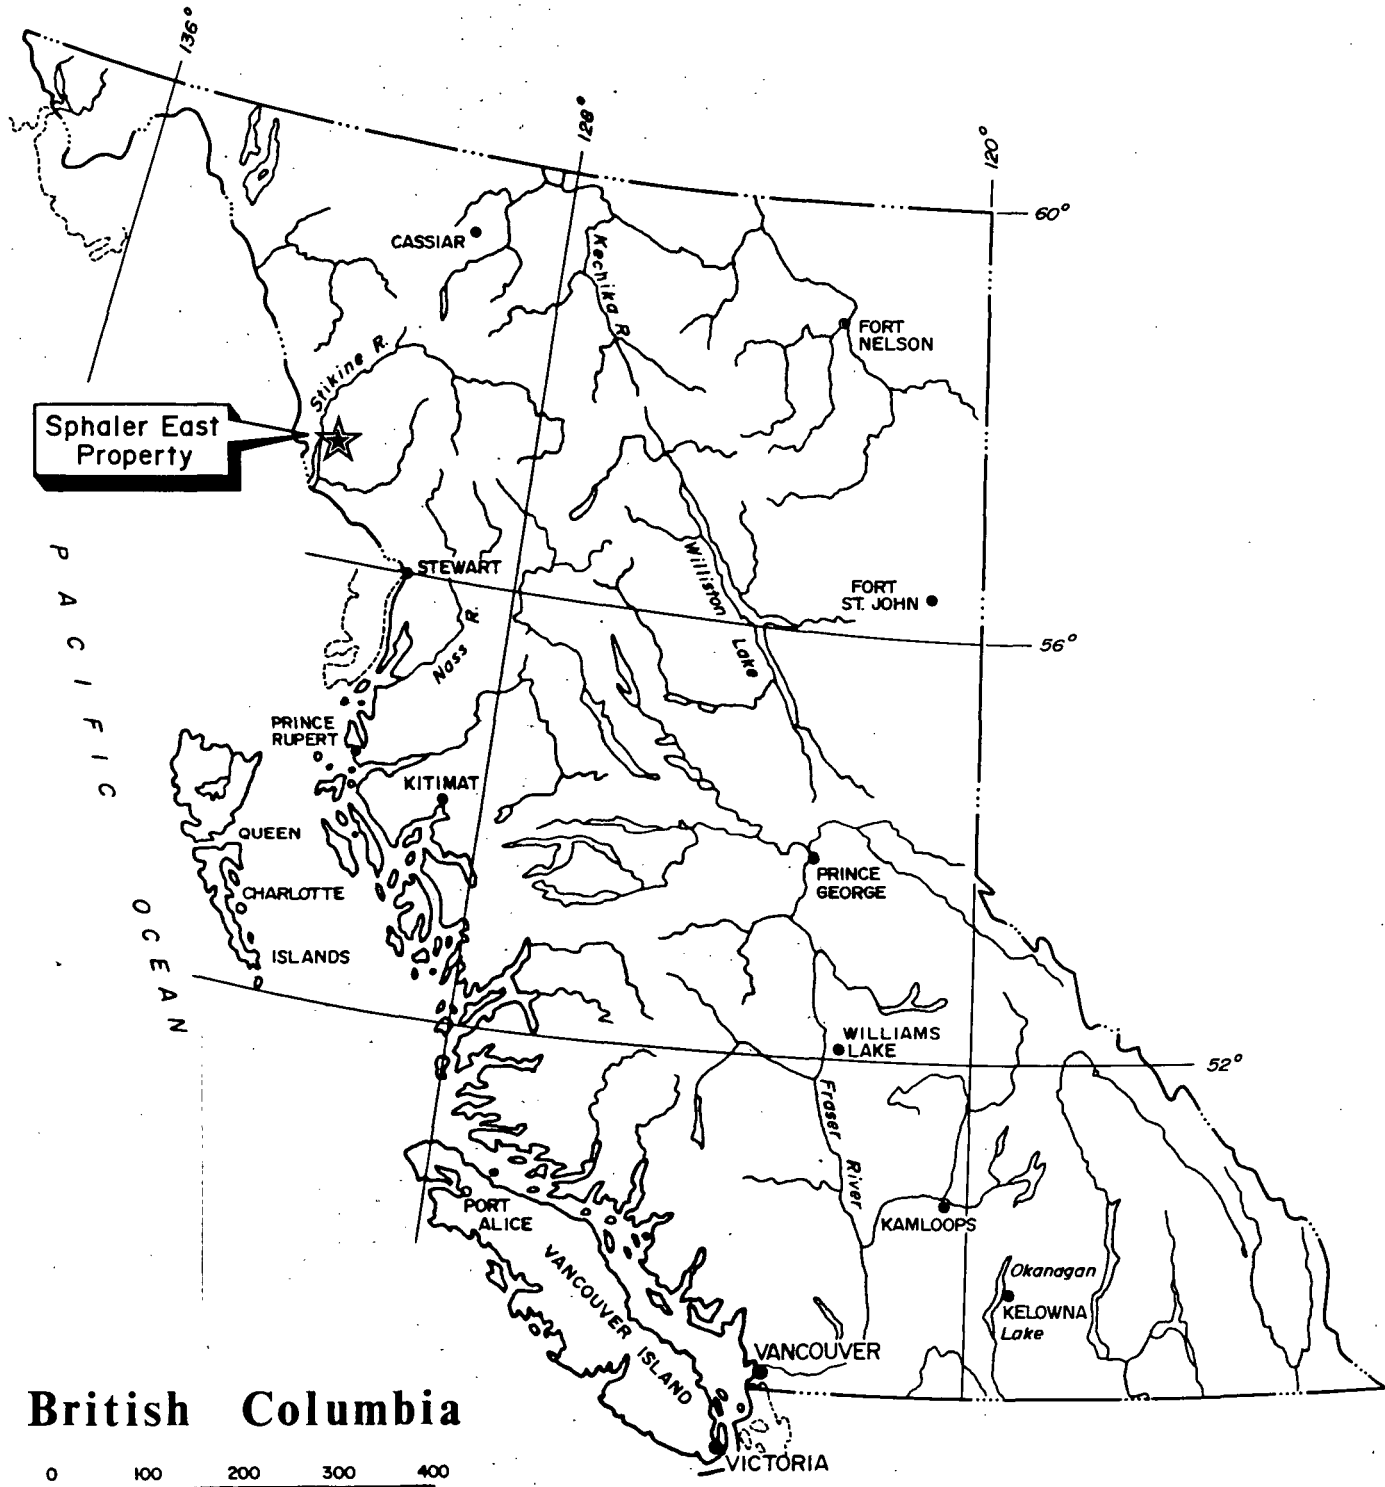 136°
128°
120°
60°
CASSIAR
Kechika R.
FORT
NELSON
Stikine R.
Sphaler East
Property
PACIFIC
OCEAN
STEWART
Williston
Lake
FORT
ST. JOHN
56°
Nass R.
PRINCE
RUPERT
KITIMAT
QUEEN
CHARLOTTE
ISLANDS
PRINCE
GEORGE
WILLIAMS
LAKE
52°
Fraser
River
PORT
ALICE
KAMLOOPS
VANCOUVER
ISLAND
Okanagan
KELOWNA
Lake
VANCOUVER
VICTORIA
British Columbia
0 100 200 300 400